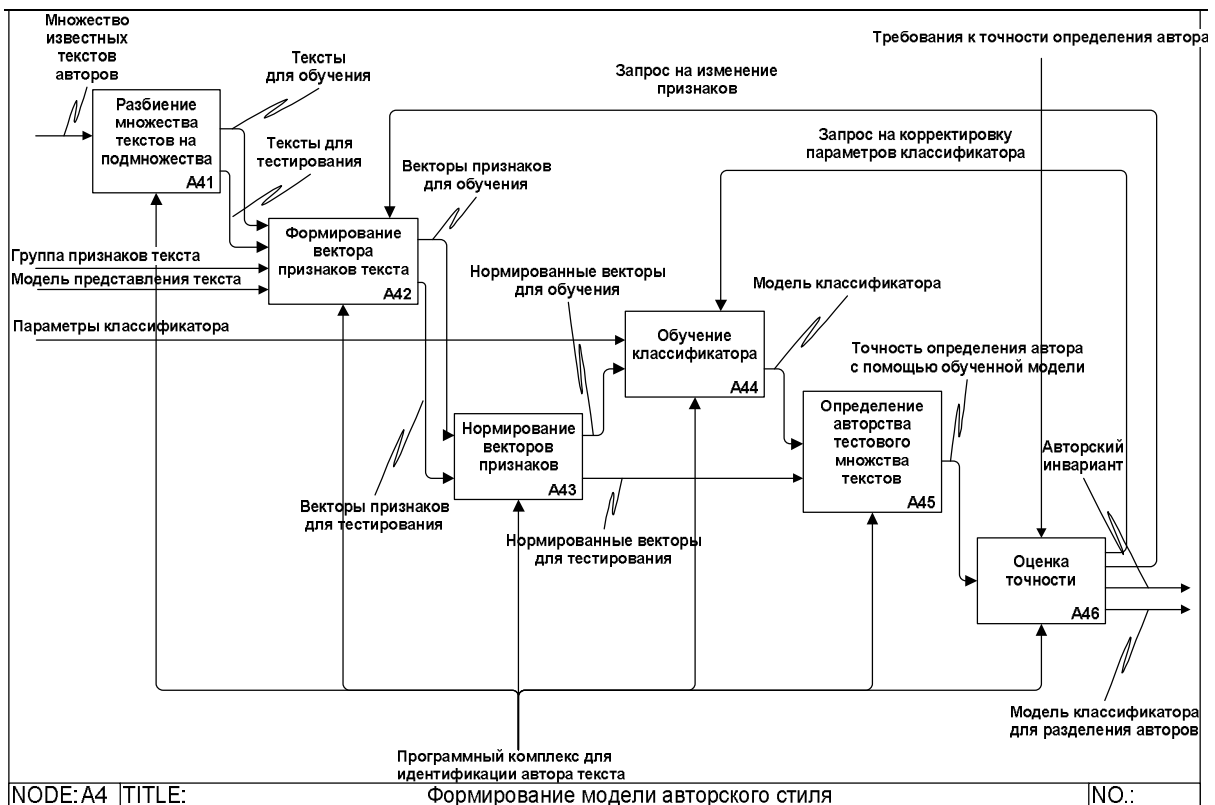 Множество
известных
текстов
авторов
Тексты
для обучения
Требования к точности определения автора
Запрос на изменение
признаков
Разбиение
множества
текстов на
подмножества
A41
Тексты для
тестирования
Запрос на корректировку
параметров классификатора
Векторы признаков
для обучения
Группа признаков текста
Модель представления текста
Формирование
вектора
признаков текста
A42
Нормированные векторы
для обучения
Модель классификатора
Параметры классификатора
Обучение
классификатора
A44
Точность определения автора
с помощью обученной модели
Нормирование
векторов
признаков
A43
Определение
авторства
тестового
множства
текстов
A45
Авторский
инвариант
Векторы признаков
для тестирования
Нормированные векторы
для тестирования
Оценка
точности
A46
Модель классификатора
для разделения авторов
Программный комплекс для
идентификации автора текста
NODE: A4 TITLE: Формирование модели авторского стиля NO.: